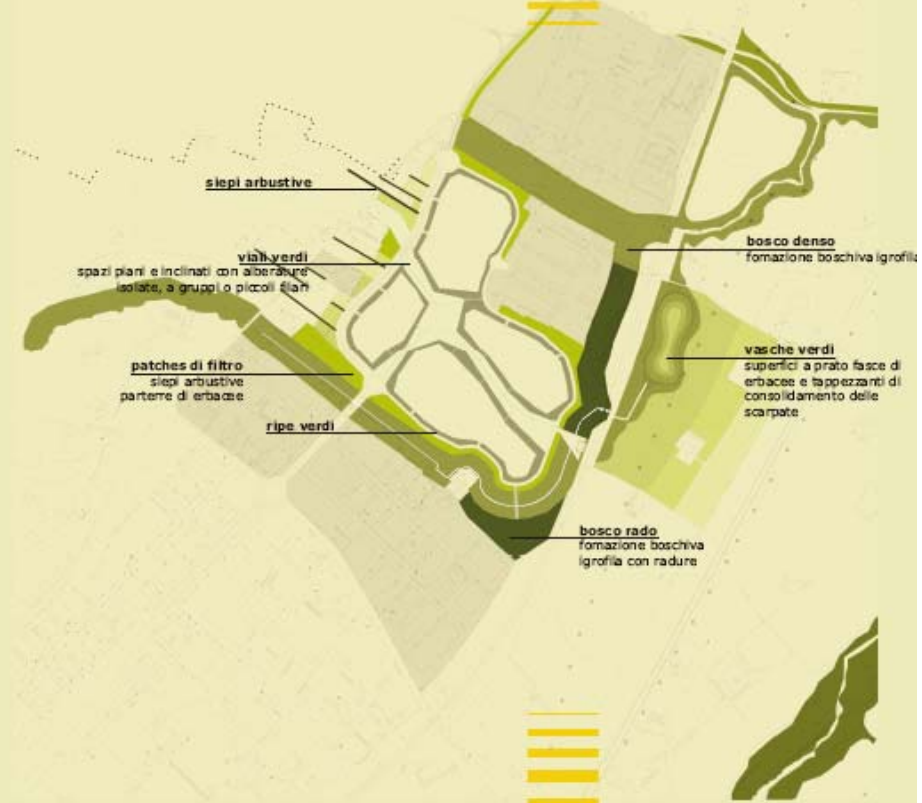 siepi arbustive
viali verdi
spazi piani e inclinati con alberature
isolate, a gruppi o piccoli filari
bosco denso
fomazione boschiva igrofila
patches di filtro
siepi arbustive
parterre di erbacee
vasche verdi
superfici a prato fasce di
erbacee e tappezzanti di
consolidamento delle
scarpate
ripe verdi
bosco rado
fomazione boschiva
igrofila con radure